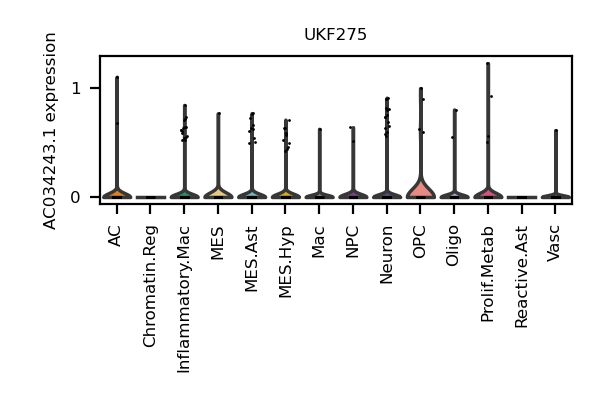 UKF275
AC034243.1 expression
1
0
AC
Chromatin.Reg
Inflammatory.Mac
MES
MES.Ast
MES.Hyp
Mac
NPC
Neuron
OPC
Oligo
Prolif.Metab
Reactive.Ast
Vasc